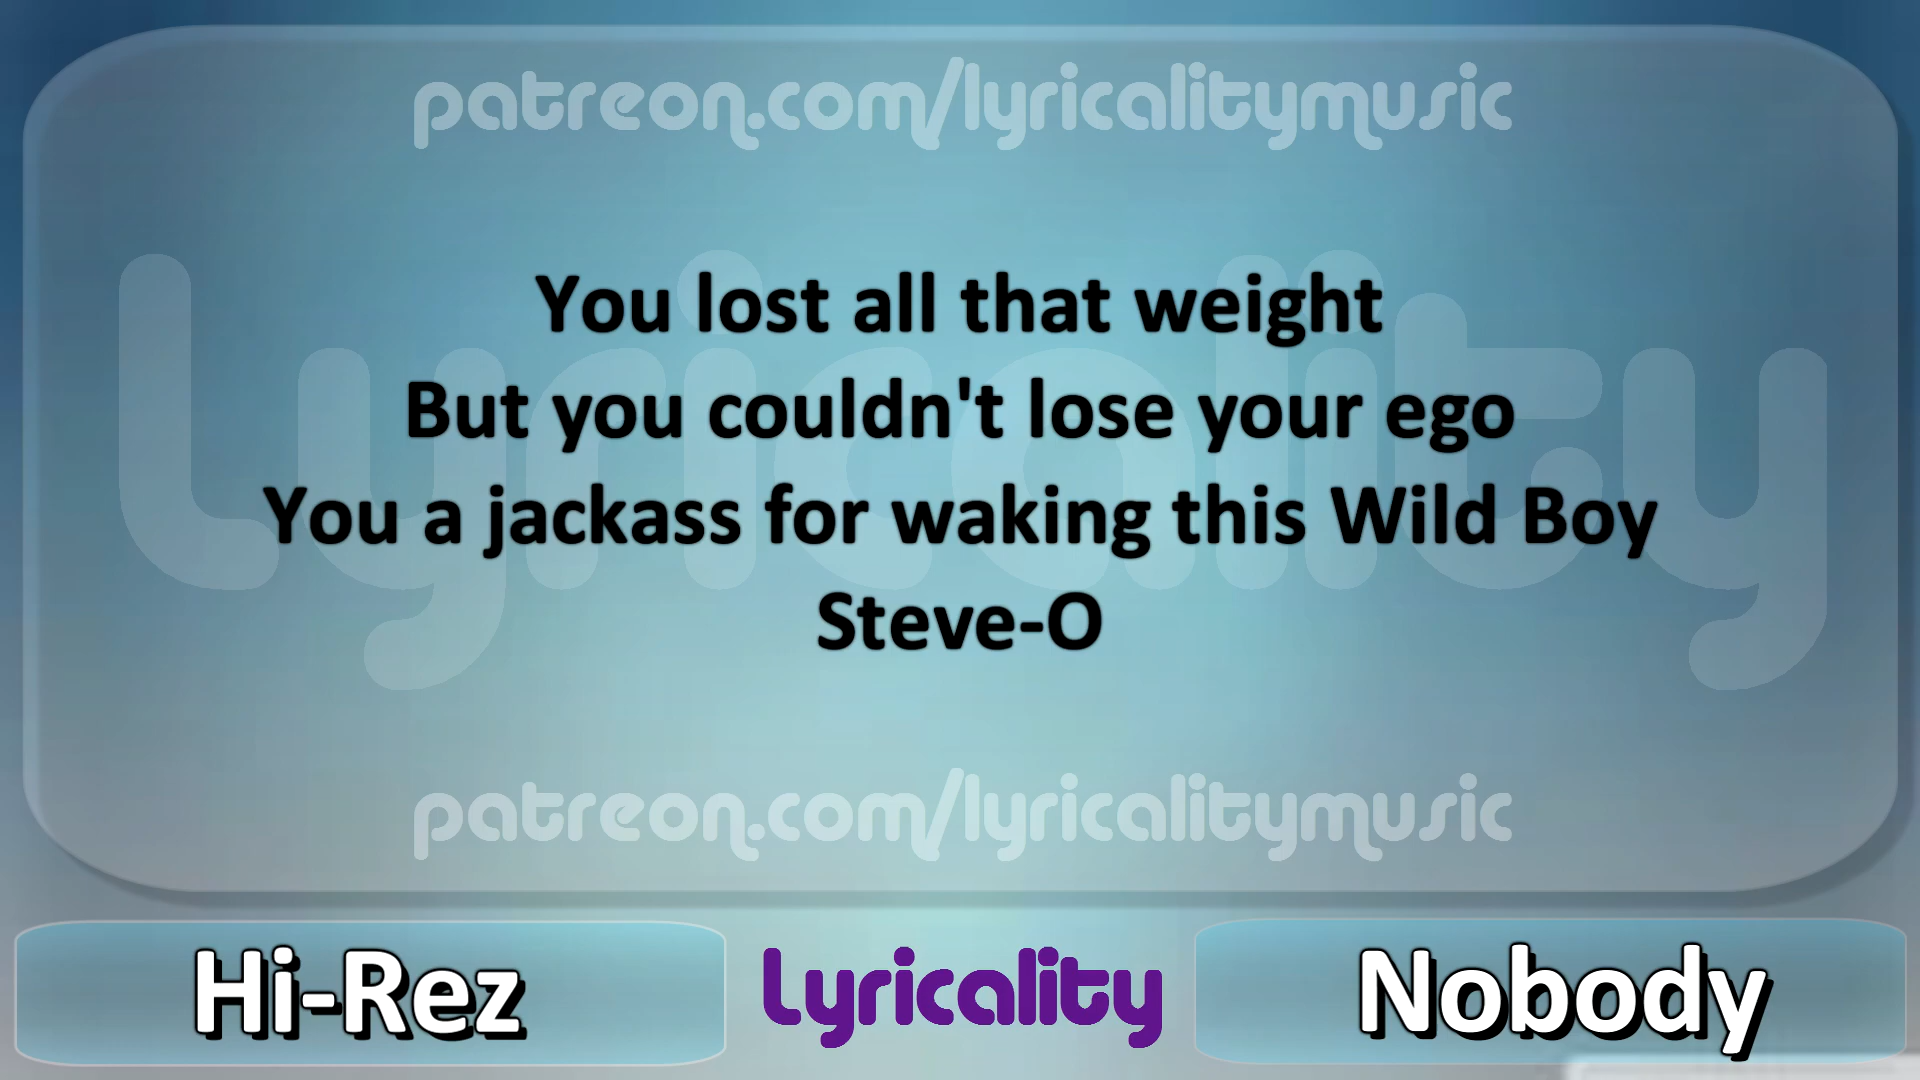 patreon.com/lyricalitymusic
Lyricality
You lost all that weight
But you couldn't lose your ego
You a jackass for waking this Wild Boy
Steve-O
patreon.com/lyricalitymusic
Hi-Rez
Lyricality
Nobody